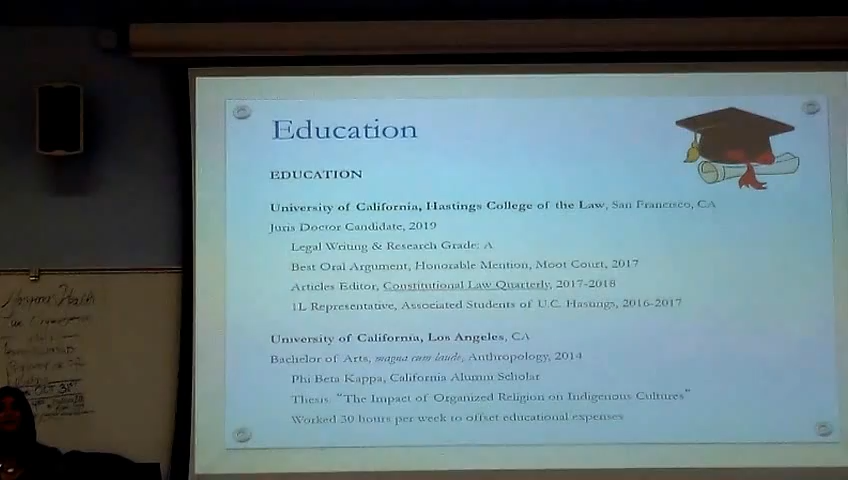 Education
EDUCATION
University of California, Hastings College of the Law, San Francisco, CA
Juris Doctor Candidate, 2019
Legal Writing & Research Grade: A
Best Oral Argument, Honorable Mention, Moot Court, 2017
Articles Editor, Constitutional Law Quarterly, 2017-2018
1L Representative, Associated Students of U.C. Hastings, 2016-2017
University of California, Los Angeles, CA
Bachelor of Arts, magna cum laude, Anthropology, 2014
Phi Beta Kappa, California Alumni Scholar
Thesis: "The Impact of Organized Religion on Indigenous Cultures"
Worked 30 hours per week to offset educational expenses